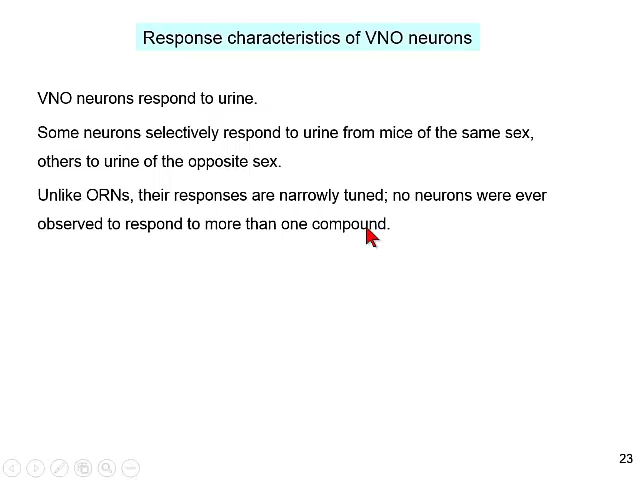 Response characteristics of VNO neurons
VNO neurons respond to urine.
Some neurons selectively respond to urine from mice of the same sex,
others to urine of the opposite sex.
Unlike ORNs, their responses are narrowly tuned; no neurons were ever
observed to respond to more than one compound.
23